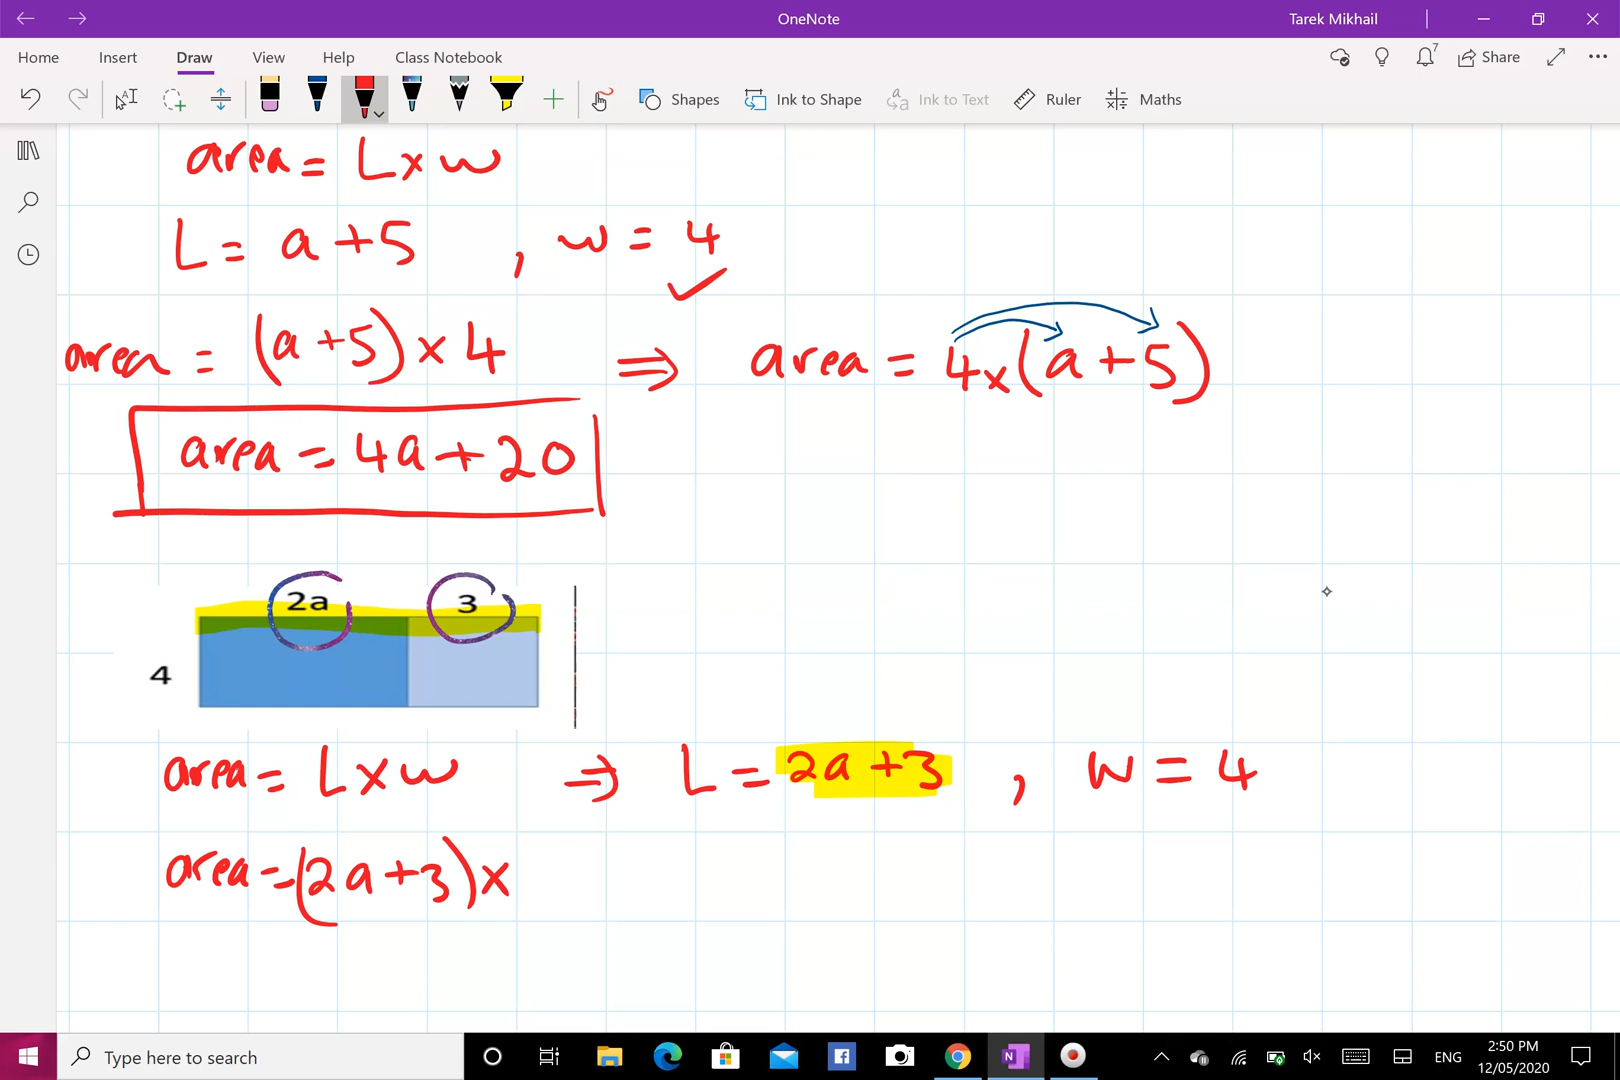 OneNote
Tarek Mikhail
Home Insert Draw View Help Class Notebook
7 Share
Shapes Ink to Shape Ink to Text Ruler Maths
area = L x w
L = a + 5 , w = 4
area = (a + 5) x 4 ⇒ area = 4x(a + 5)
area = 4a + 20
2a 3
4
area = L x w ⇒ L = 2a + 3 , w = 4
area = (2a + 3) x
Type here to search
ENG
2:50 PM
12/05/2020